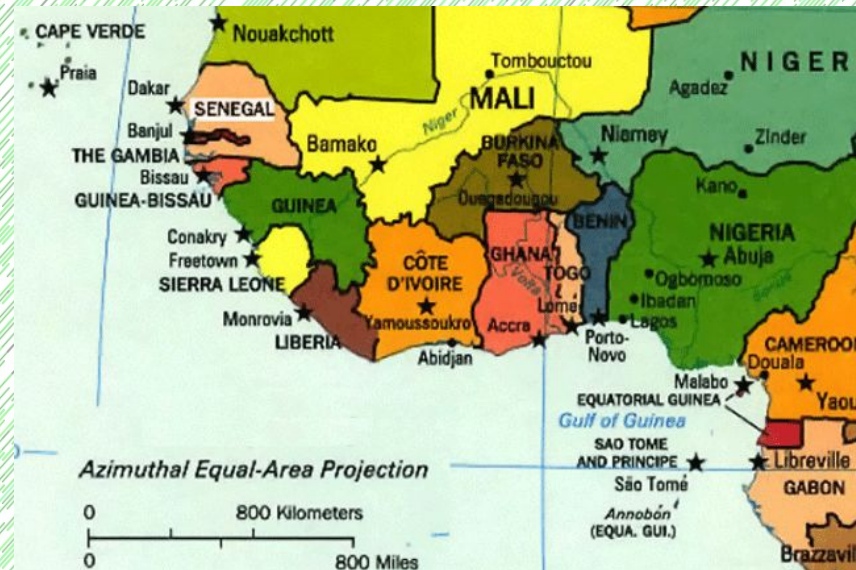 CAPE VERDE
Praia
Nouakchott
Dakar
SENEGAL
Banjul
THE GAMBIA
Bissau
GUINEA-BISSAU
Tombouctou
MALI
Niger
Bamako
NIGER
Agadez
Niamey
Zinder
BURKINA
FASO
Ouagadougou
GUINEA
Conakry
Freetown
SIERRA LEONE
Monrovia
LIBERIA
CÔTE
D'IVOIRE
Yamoussoukro
Abidjan
GHANA
Volta
Accra
TOGO
Lomé
BENIN
Porto-
Novo
Kano
NIGERIA
Abuja
Ogbomoso
Ibadan
Lagos
CAMEROO
Douala
Yaou
Malabo
EQUATORIAL GUINEA
Gulf of Guinea
SAO TOME
AND PRINCIPE
São Tomé
Libreville
GABON
Annobón
(EQUA. GUI.)
Brazzavil
Azimuthal Equal-Area Projection
0 800 Kilometers
0 800 Miles